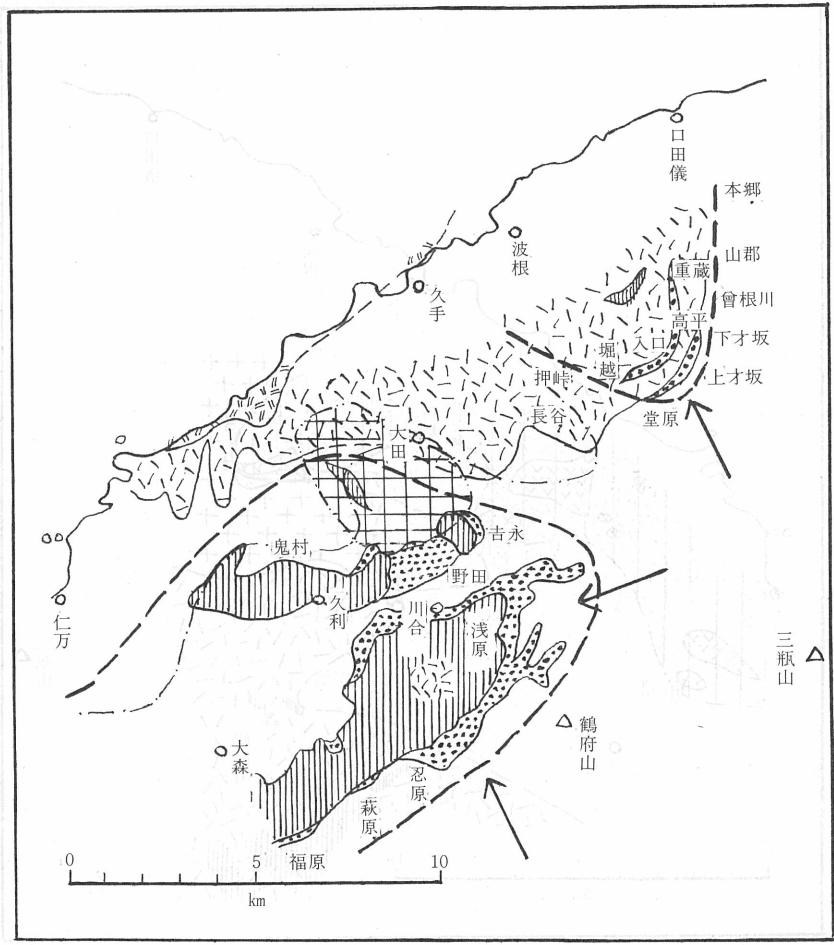 口田儀
本郷
山郡
波根
重蔵
曾根川
久手
高平
下才坂
入口
堀越
押峠
上才坂
長谷
堂原
大田
吉永
鬼村
野田
久利
川合
浅原
仁万
三瓶山
鶴府山
大森
忍原
萩原
福原
0 5 10
km